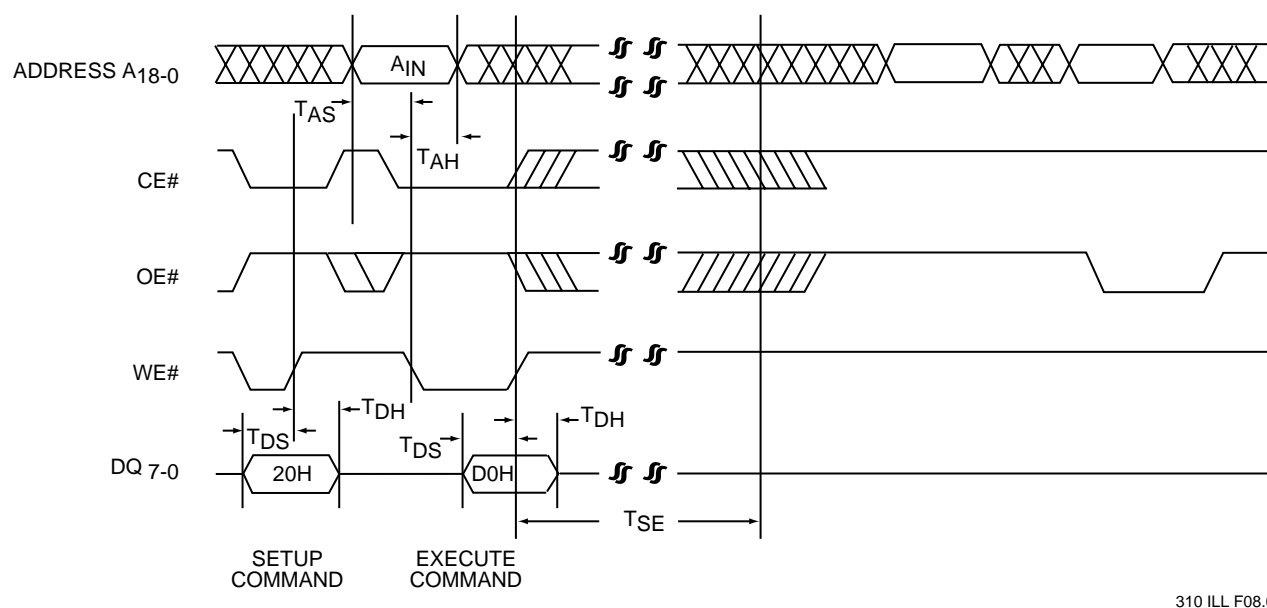 ADDRESS A18-0
AIN
TAS
TAH
CE#
OE#
WE#
TDH
TDS
TDS
TDH
DQ 7-0
20H
D0H
TSE
SETUP
COMMAND
EXECUTE
COMMAND
310 ILL F08.